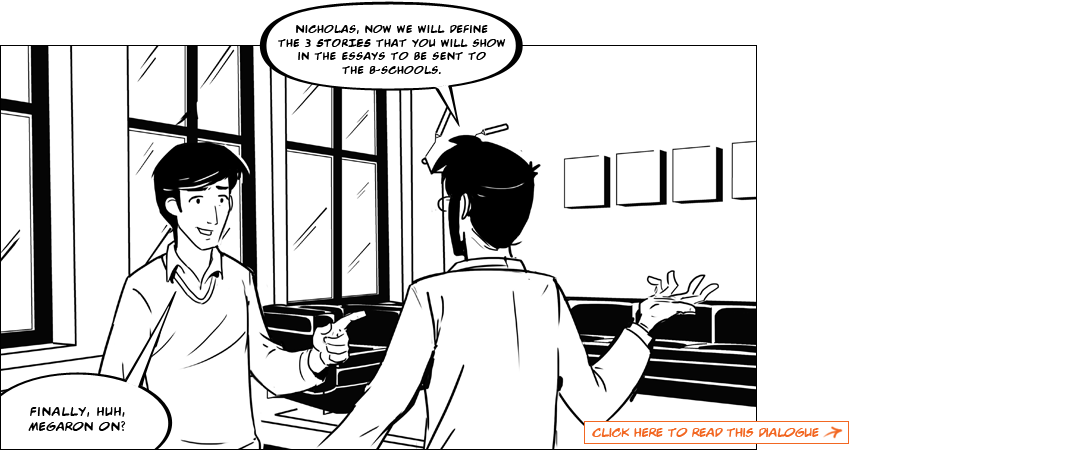 NICHOLAS, NOW WE WILL DEFINE
THE 3 STORIES THAT YOU WILL SHOW
IN THE ESSAYS TO BE SENT TO
THE B-SCHOOLS.
FINALLY, HUH,
MEGARON ON?
CLICK HERE TO READ THIS DIALOGUE